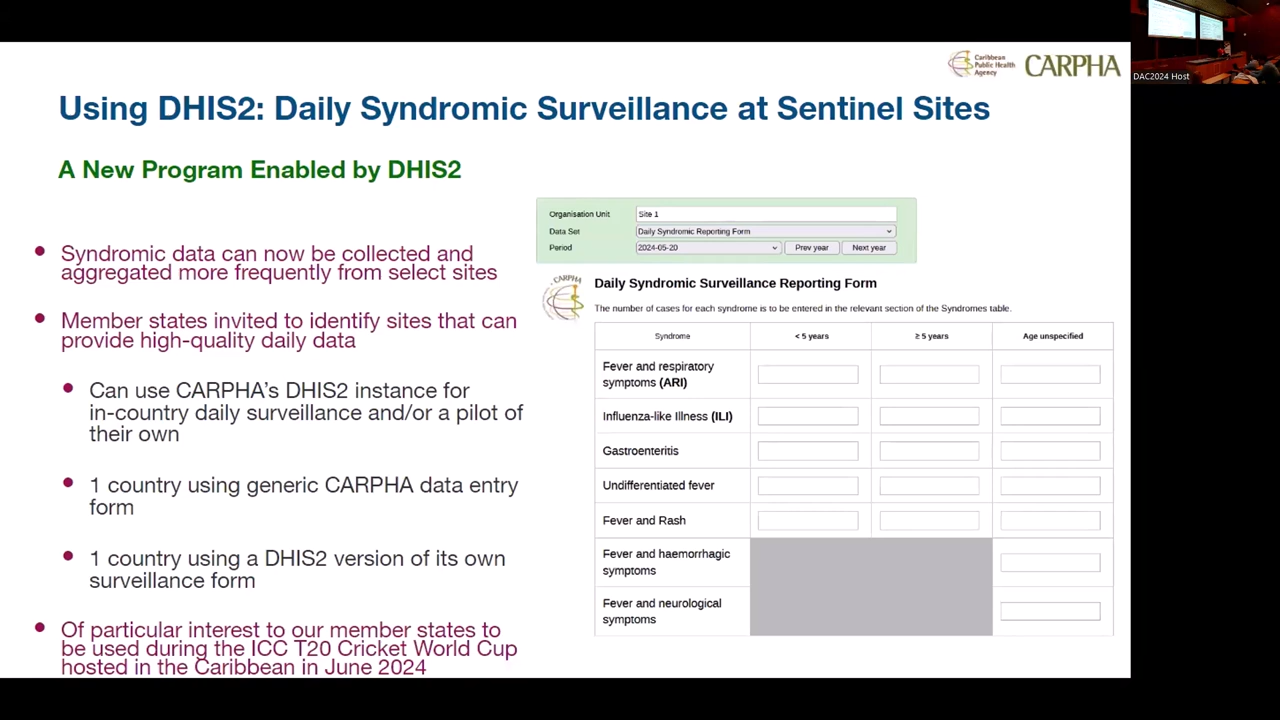 Caribbean
Public Health
Agency
CARPHA
DAC2024 Host
Using DHIS2: Daily Syndromic Surveillance at Sentinel Sites
A New Program Enabled by DHIS2
Syndromic data can now be collected and
aggregated more frequently from select sites
Member states invited to identify sites that can
provide high-quality daily data
Can use CARPHA's DHIS2 instance for
in-country daily surveillance and/or a pilot of
their own
1 country using generic CARPHA data entry
form
1 country using a DHIS2 version of its own
surveillance form
Of particular interest to our member states to
be used during the ICC T20 Cricket World Cup
hosted in the Caribbean in June 2024
Organisation Unit Site 1
Data Set Daily Syndromic Reporting Form
Period 2024-05-20 Prev year Next year
CARPHA
Daily Syndromic Surveillance Reporting Form
The number of cases for each syndrome is to be entered in the relevant section of the Syndromes table.
Syndrome < 5 years ≥ 5 years Age unspecified
Fever and respiratory
symptoms (ARI)
Influenza-like Illness (ILI)
Gastroenteritis
Undifferentiated fever
Fever and Rash
Fever and haemorrhagic
symptoms
Fever and neurological
symptoms